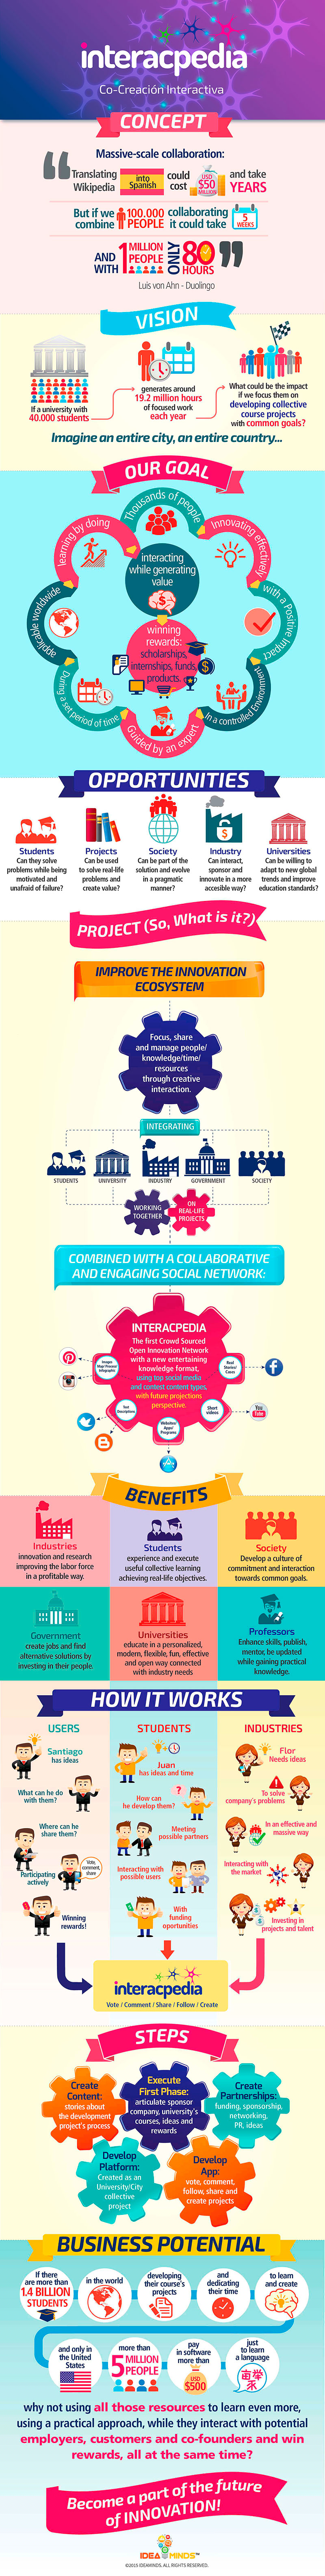 interacpedia
Co-Creación Interactiva
CONCEPT
Massive-scale collaboration:
Translating
Wikipedia
into
Spanish
could
cost
USD
$50
MILLION
and take
YEARS
But if we
combine
100.000
PEOPLE
collaborating
it could take
5
WEEKS
AND
WITH
1 MILLION
PEOPLE
ONLY
80
HOURS
Luis von Ahn - Duolingo
VISION
If a university with
40.000 students
generates around
19.2 million hours
of focused work
each year
What could be the impact
if we focus them on
developing collective
course projects
with common goals?
Imagine an entire city, an entire country...
OUR GOAL
Thousands of people
interacting
while generating
value
Innovating effectively
with a Positive Impact
In a controlled Environment
Guided by an expert
During a set period of time
applicable worldwide
learning by doing
winning
rewards:
scholarships,
internships, funds,
products.
OPPORTUNITIES
Students
Can they solve
problems while being
motivated and
unafraid of failure?
Projects
Can be used
to solve real-life
problems and
create value?
Society
Can be part of the
solution and evolve
in a pragmatic
manner?
Industry
Can interact,
sponsor and
innovate in a more
accesible way?
Universities
Can be willing to
adapt to new global
trends and improve
education standards?
PROJECT (So, What is it?)
IMPROVE THE INNOVATION
ECOSYSTEM
Focus, share
and manage people/
knowledge/time/
resources
through creative
interaction.
INTEGRATING
STUDENTS
UNIVERSITY
INDUSTRY
GOVERNMENT
SOCIETY
WORKING
TOGETHER
ON
REAL-LIFE
PROJECTS
COMBINED WITH A COLLABORATIVE
AND ENGAGING SOCIAL NETWORK:
INTERACPEDIA
The first Crowd Sourced
Open Innovation Network
with a new entertaining
knowledge format,
using top social media
and contest content types,
with future projections
perspective.
Images
Map/ Process
Infographic
Real
Stories/
Cases
Text
Descriptions
Short
videos
Websites/
Apps/
Programs
You
Tube
BENEFITS
Industries
innovation and research
improving the labor force
in a profitable way.
Students
experience and execute
useful collective learning
achieving real-life objectives.
Society
Develop a culture of
commitment and interaction
towards common goals.
Government
create jobs and find
alternative solutions by
investing in their people.
Universities
educate in a personalized,
modern, flexible, fun, effective
and open way connected
with industry needs
Professors
Enhance skills, publish,
mentor, be updated
while gaining practical
knowledge.
HOW IT WORKS
USERS
Santiago
has ideas
What can he do
with them?
Where can he
share them?
Vote,
comment,
share
Participating
actively
Winning
rewards!
STUDENTS
Juan
has ideas and time
How can
he develop them?
?
Meeting
possible partners
Interacting with
possible users
With
funding
oportunities
INDUSTRIES
Flor
Needs ideas
To solve
company's problems
In an effective and
massive way
Interacting with
the market
Investing in
projects and talent
interacpedia
Vote / Comment / Share / Follow / Create
STEPS
Create
Content:
stories about
the development
project's process
Execute
First Phase:
articulate sponsor
company, university's
courses, ideas and
rewards
Create
Partnerships:
funding, sponsorship,
networking,
PR, ideas
Develop
Platform:
Created as an
University/City
collective
project
Develop
App:
vote, comment,
follow, share and
create projects
BUSINESS POTENTIAL
If there
are more than
1.4 BILLION
STUDENTS
in the world
developing
their course's
projects
and
dedicating
their time
to learn
and create
and only in
the United
States
more than
5 MILLION
PEOPLE
pay
in software
more than
USD
$500
just
to learn
a language
why not using all those resources to learn even more,
using a practical approach, while they interact with potential
employers, customers and co-founders and win
rewards, all at the same time?
Become a part of the future
of INNOVATION!
IDEA MINDS™
©2015 IDEAMINDS. ALL RIGHTS RESERVED.